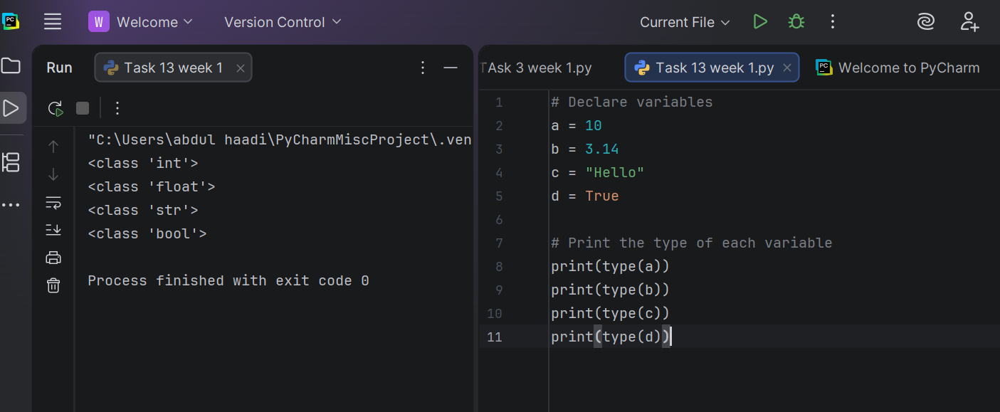 PC
W Welcome Version Control Current File
Run Task 13 week 1
"C:\Users\abdul haadi\PyCharmMiscProject\.ven
<class 'int'>
<class 'float'>
<class 'str'>
<class 'bool'>
Process finished with exit code 0
TAsk 3 week 1.py Task 13 week 1.py PC Welcome to PyCharm
1 # Declare variables
2 a = 10
3 b = 3.14
4 c = "Hello"
5 d = True
6
7 # Print the type of each variable
8 print(type(a))
9 print(type(b))
10 print(type(c))
11 print(type(d))